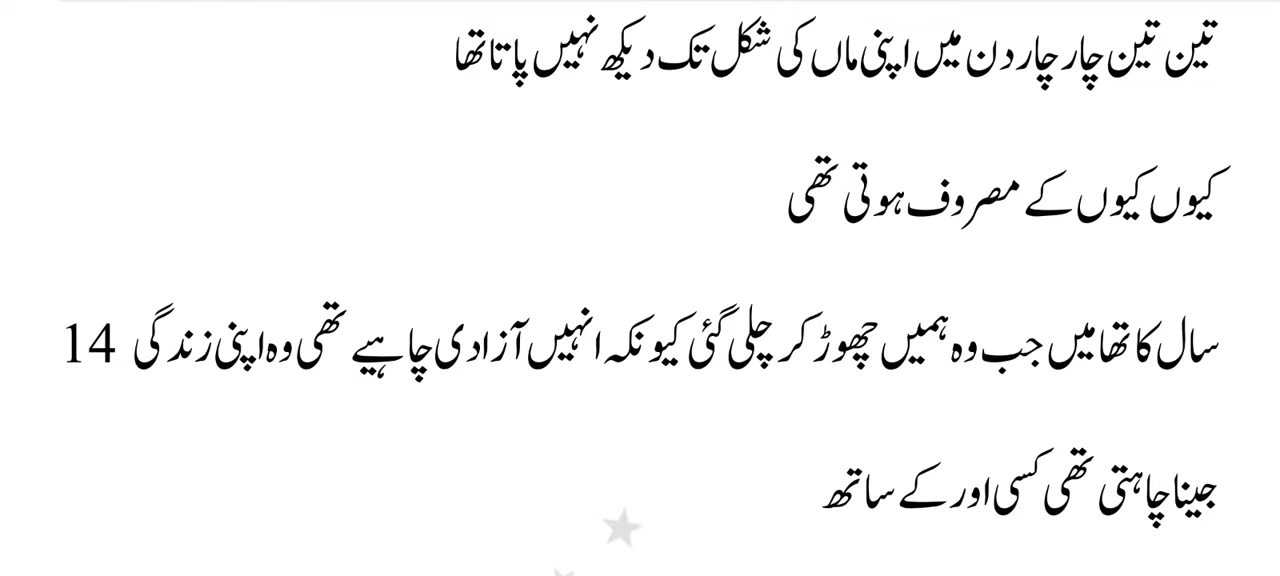 تین تین چار چار دن میں اپنی ماں کی شکل تک دیکھ نہیں پاتا تھا
کیوں کیوں کے مصروف ہوتی تھی
سال کا تھا میں جب وہ ہمیں چھوڑ کر چلی گئی کیونکہ انہیں آزادی چاہیے تھی وہ اپنی زندگی 14
جینا چاہتی تھی کسی اور کے ساتھ